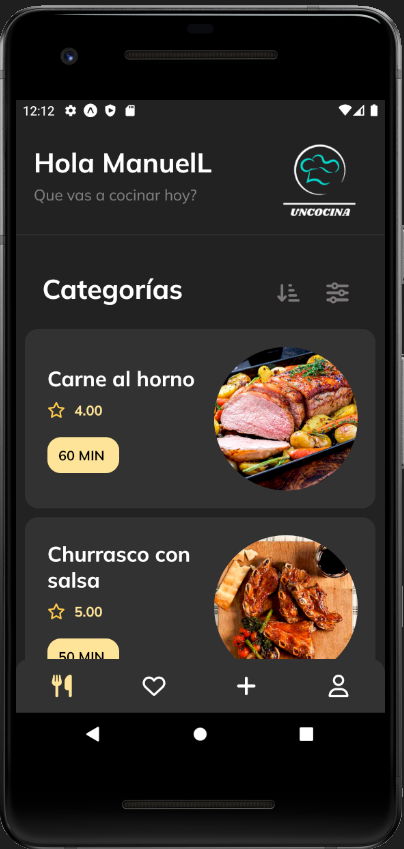 12:12
Hola ManuelL
Que vas a cocinar hoy?
UNCOCINA
Categorías
Carne al horno
4.00
60 MIN
Churrasco con
salsa
5.00
50 MIN